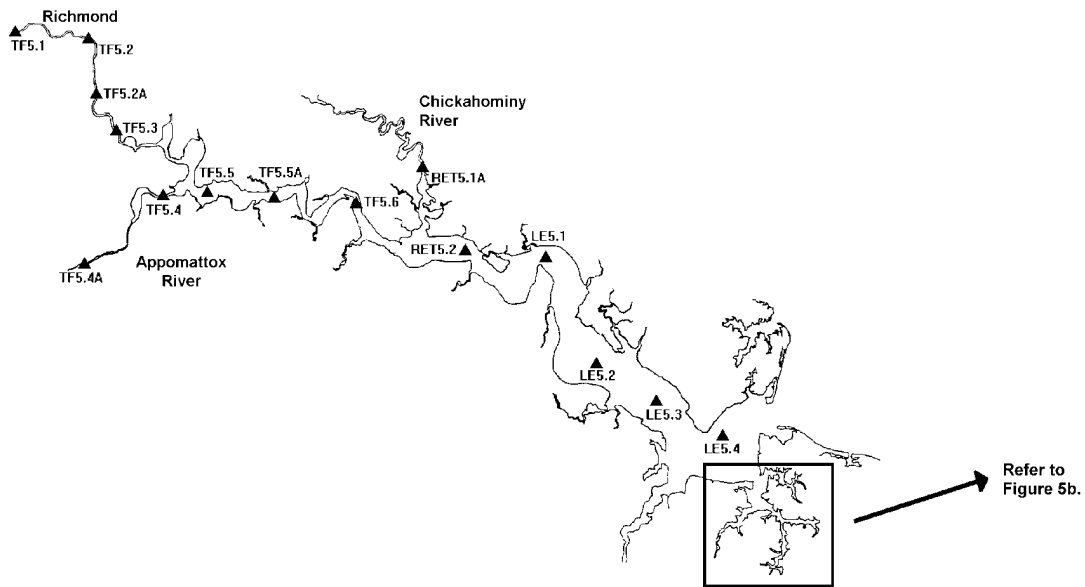 Richmond
TF5.1
TF5.2
TF5.2A
TF5.3
Chickahominy
River
RET5.1A
TF5.5
TF5.5A
TF5.4
TF5.6
TF5.4A
Appomattox
River
RET5.2
LE5.1
LE5.2
LE5.3
LE5.4
Refer to
Figure 5b.